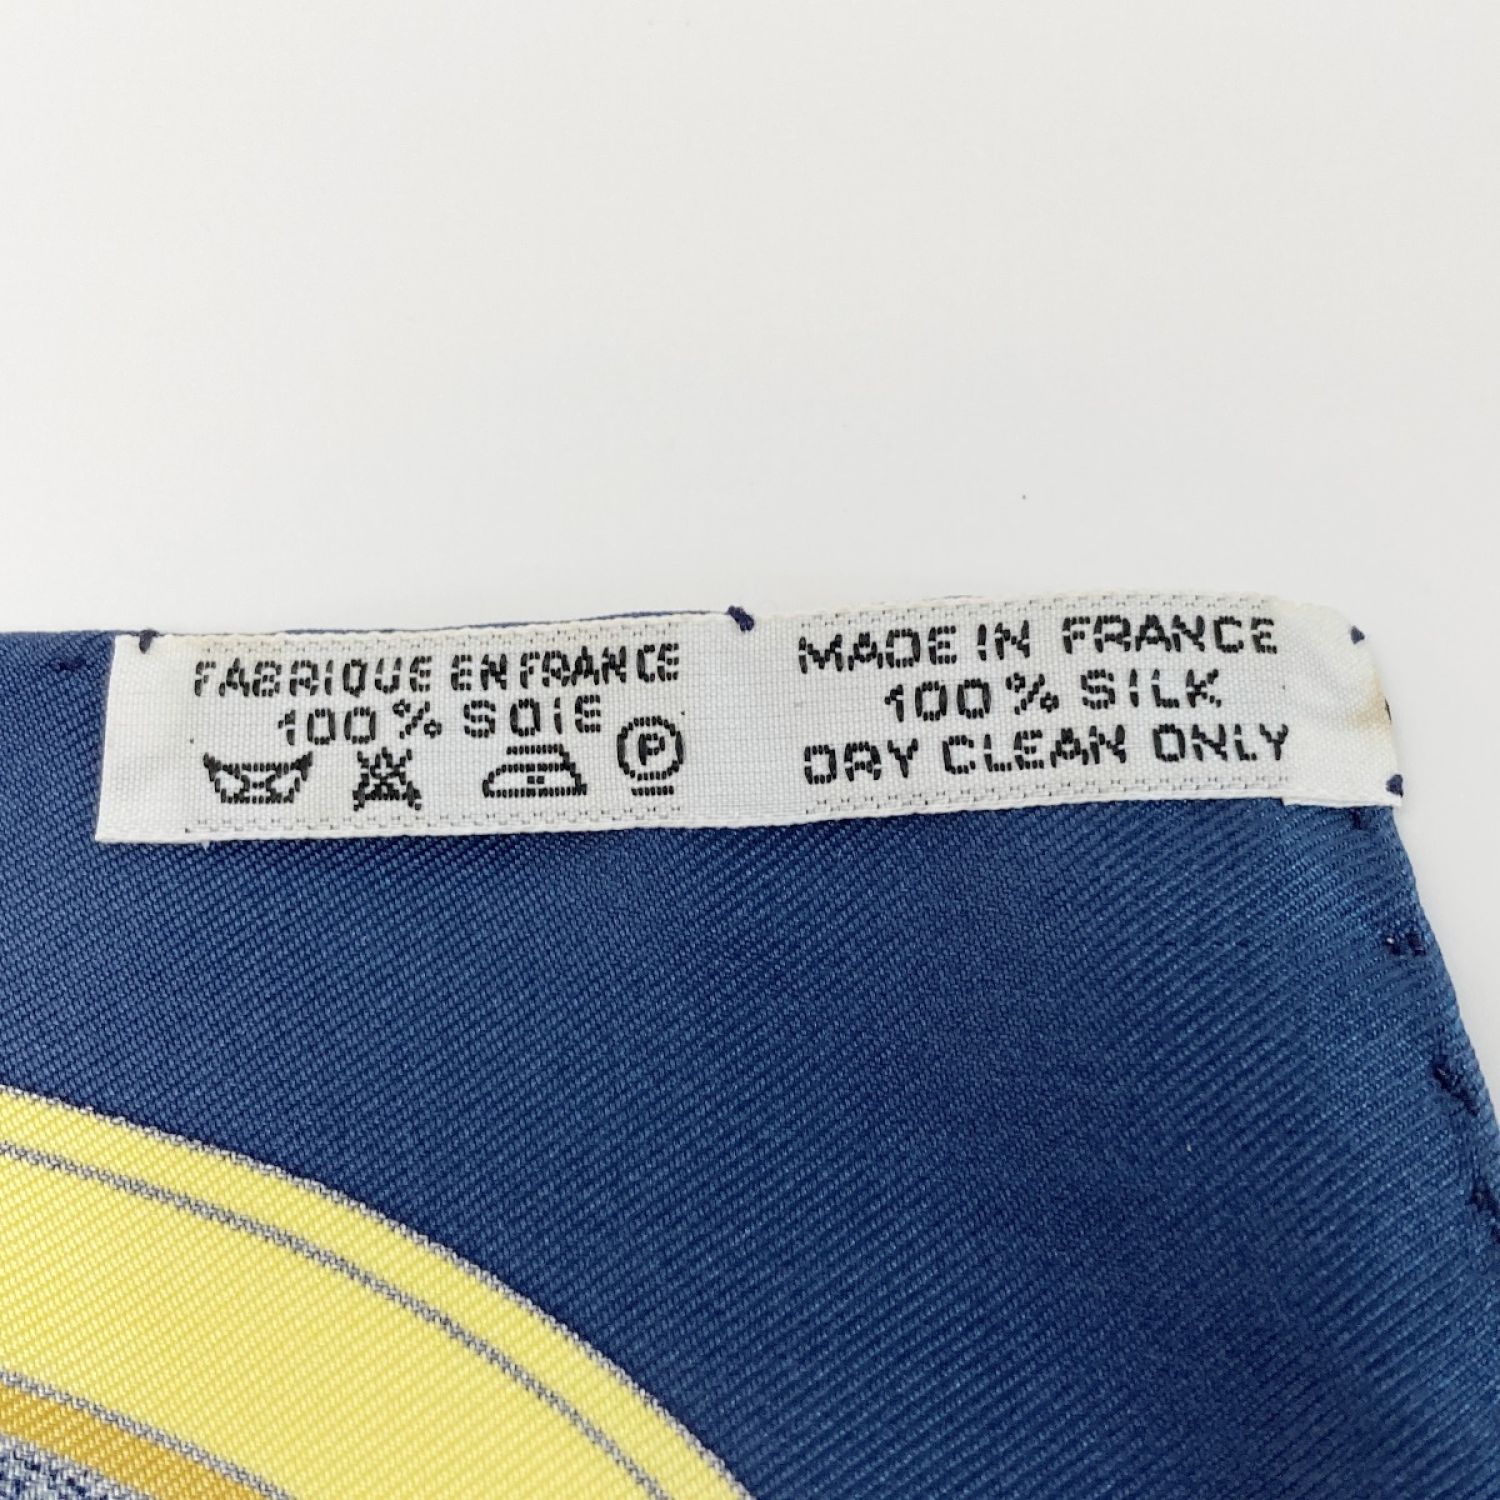 FABRIQUE EN FRANCE
100% SOIE
P
MADE IN FRANCE
100% SILK
DRY CLEAN ONLY